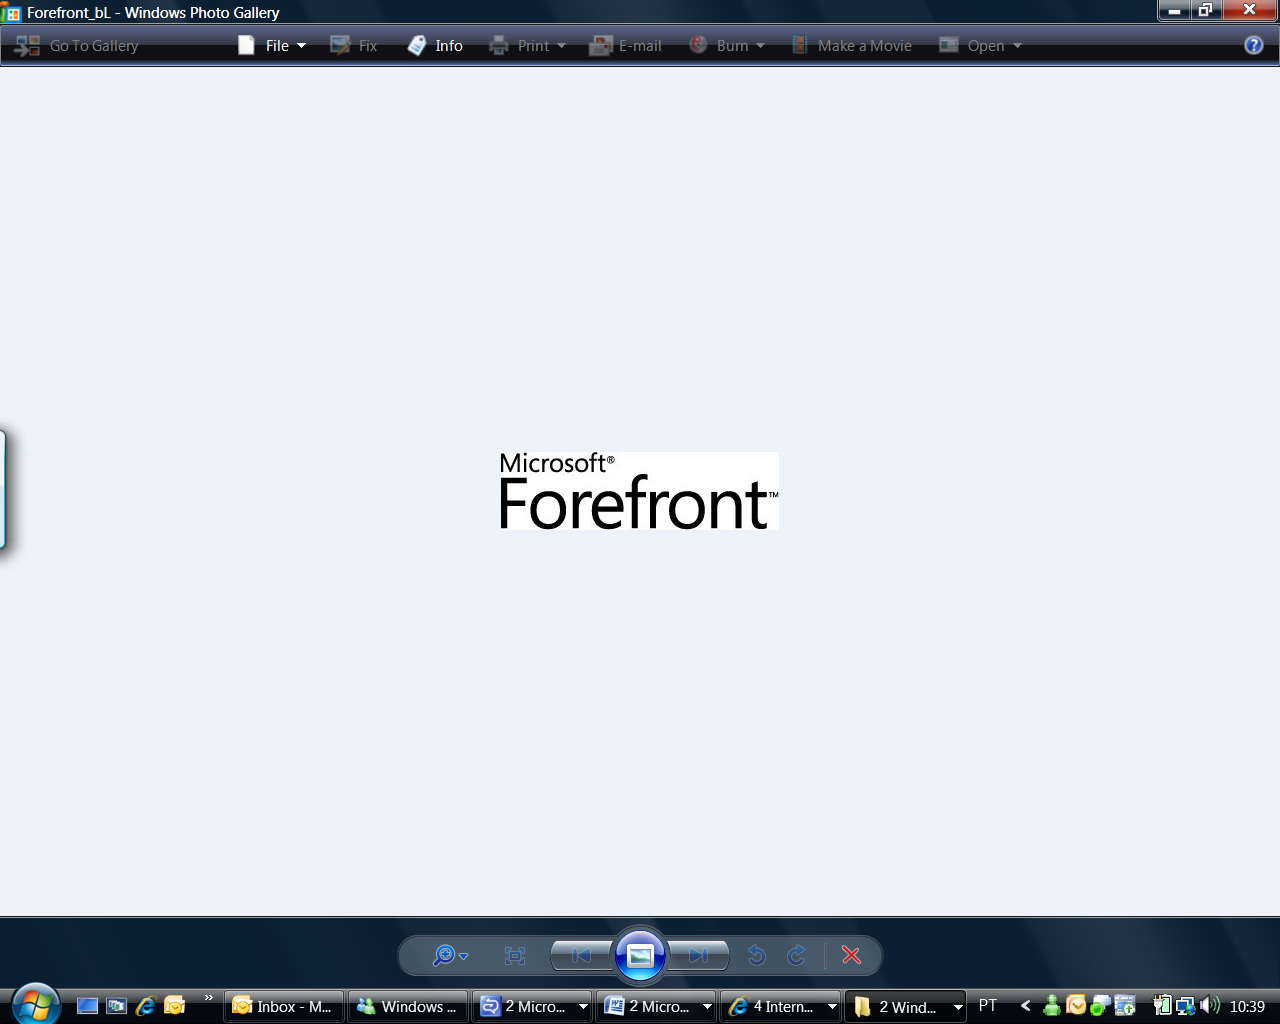 Forefront_bL - Windows Photo Gallery
Go To Gallery File Fix Info Print E-mail Burn Make a Movie Open
Microsoft®
Forefront™
Inbox - M... Windows ... 2 Micro... 2 Micro... 4 Intern... 2 Wind... PT 10:39